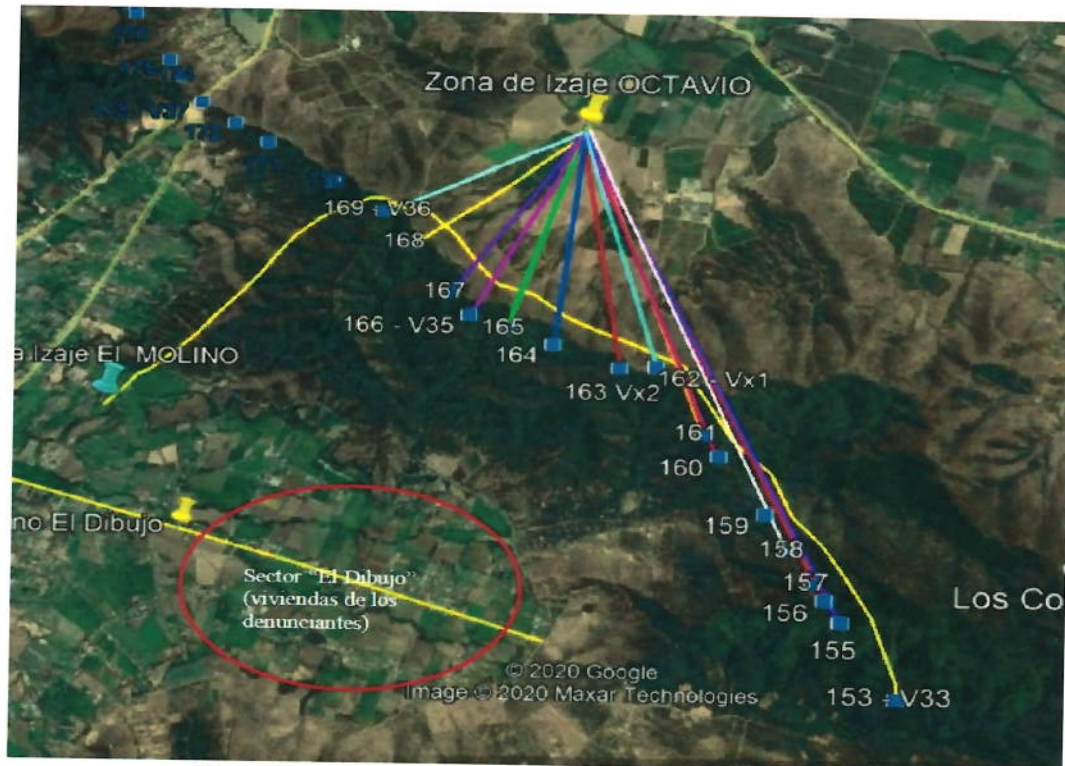 Zona de Izaje OCTAVIO
169 - V36
168
167
166 - V35
165
164
163 Vx2
162 - Vx1
161
160
159
158
157
156
155
153 - V33
a Izaje El MOLINO
no El Dibujo
Sector "El Dibujo"
(viviendas de los
denunciantes)
Los Co
© 2020 Google
Image © 2020 Maxar Technologies